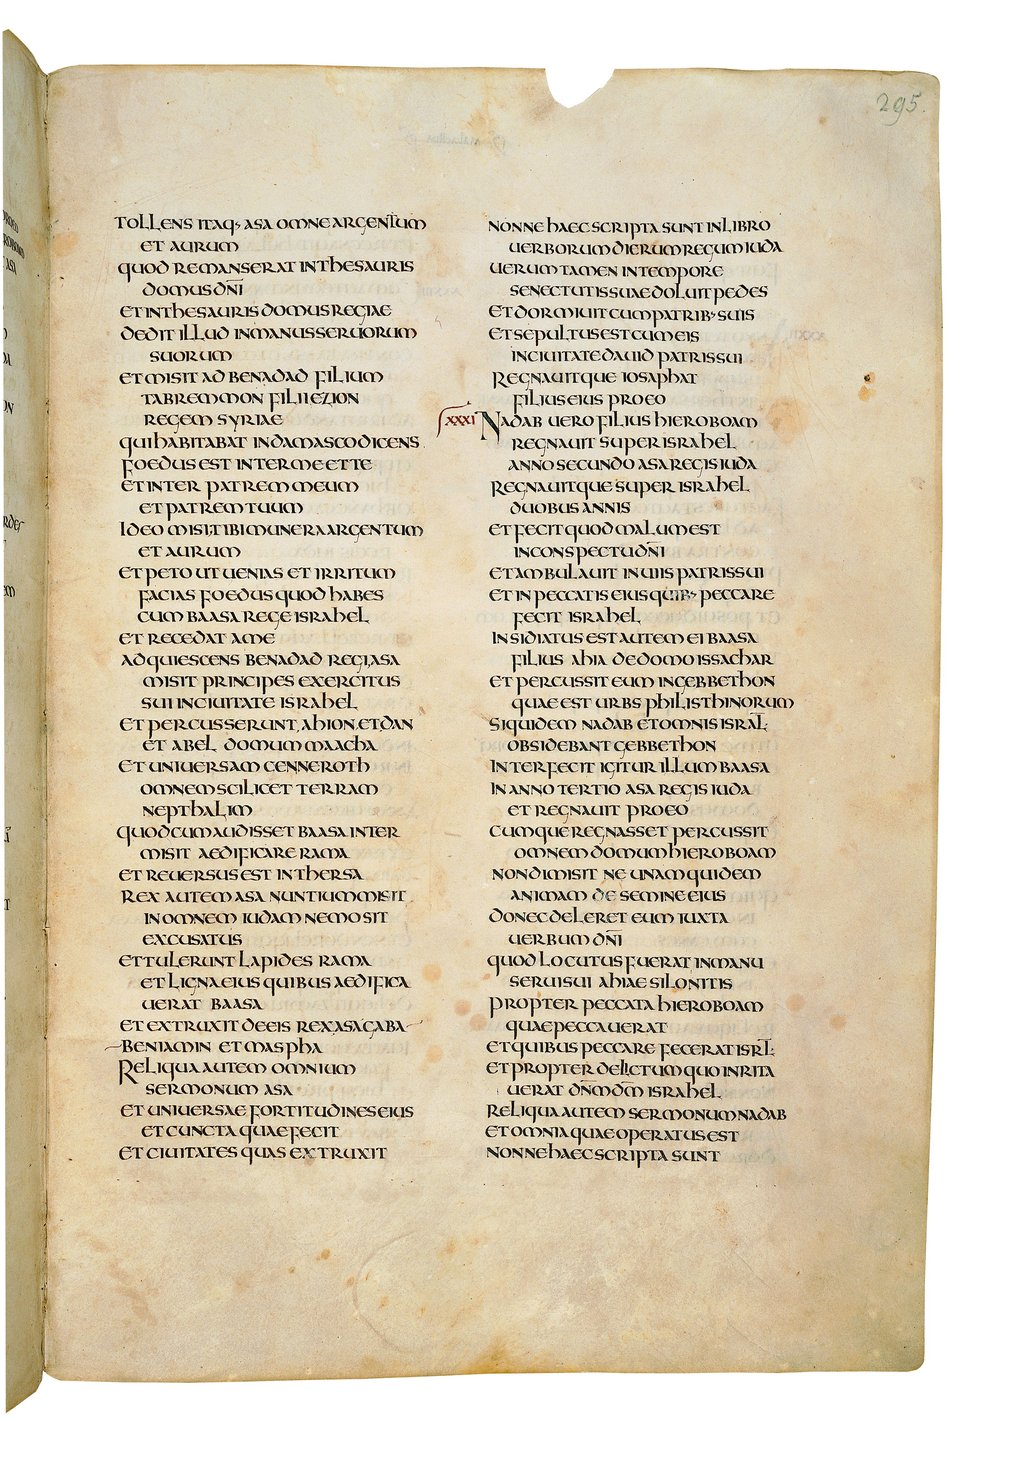 295.
TOLLENS ITAQ· ASA OMNE ARGENTUM
ET AURUM
QUOD REMANSERAT IN THESAURIS
DOMUS DN̄I
ET IN THESAURIS DOMUS REGIAE
DEDIT ILLUD IN MANUS SERUORUM
SUORUM
ET MISIT AD BENADAD FILIUM
TABREMMON FILII EZION
REGEM SYRIAE
QUI HABITABAT IN DAMASCO DICENS
FOEDUS EST INTER ME ET TE
ET INTER PATREM MEUM
ET PATREM TUUM
IDEO MISI TIBI MUNERA ARGENTUM
ET AURUM
ET PETO UT UENIAS ET IRRITUM
FACIAS FOEDUS QUOD HABES
CUM BAASA REGE ISRAHEL
ET RECEDAT A ME
ADQUIESCENS BENADAD REGI ASA
MISIT PRINCIPES EXERCITUS
SUI IN CIUITATE ISRAHEL
ET PERCUSSERUNT AHION ET DAN
ET ABEL DOMUM MAACHA
ET UNIUERSAM CENNEROTH
OMNEM SCILICET TERRAM
NEPTHALIM
QUOD CUM AUDISSET BAASA INTER
MISIT AEDIFICARE RAMA
ET REUERSUS EST IN THERSA
REX AUTEM ASA NUNTIUM MISIT
IN OMNEM IUDAM NEMO SIT
EXCUSATUS
ET TULERUNT LAPIDES RAMA
ET LIGNA EIUS QUIBUS AEDIFICA
UERAT BAASA
ET EXTRUXIT DE EIS REX ASA GABA
BENIAMIN ET MASPHA
RELIQUA AUTEM OMNIUM
SERMONUM ASA
ET UNIUERSAE FORTITUDINES EIUS
ET CUNCTA QUAE FECIT
ET CIUITATES QUAS EXTRUXIT
NONNE HAEC SCRIPTA SUNT IN LIBRO
UERBORUM DIERUM REGUM IUDA
UERUM TAMEN IN TEMPORE
SENECTUTIS SUAE DOLUIT PEDES
ET DORMIUIT CUM PATRIB· SUIS
ET SEPULTUS EST CUM EIS
IN CIUITATE DAUID PATRIS SUI
REGNAUITQUE IOSAPHAT
FILIUS EIUS PRO EO
XXXI NADAB UERO FILIUS HIEROBOAM
REGNAUIT SUPER ISRAHEL
ANNO SECUNDO ASA REGIS IUDA
REGNAUITQUE SUPER ISRAHEL
DUOBUS ANNIS
ET FECIT QUOD MALUM EST
IN CONSPECTU DN̄I
ET AMBULAUIT IN UIIS PATRIS SUI
ET IN PECCATIS EIUS QUIB· PECCARE
FECIT ISRAHEL
INSIDIATUS EST AUTEM EI BAASA
FILIUS AHIA DE DOMO ISSACHAR
ET PERCUSSIT EUM IN GEBBETHON
QUAE EST URBS PHILISTHINORUM
SIQUIDEM NADAB ET OMNIS ISRAL̄
OBSIDEBANT GEBBETHON
INTERFECIT IGITUR ILLUM BAASA
IN ANNO TERTIO ASA REGIS IUDA
ET REGNAUIT PRO EO
CUMQUE REGNASSET PERCUSSIT
OMNEM DOMUM HIEROBOAM
NON DIMISIT NE UNAM QUIDEM
ANIMAM DE SEMINE EIUS
DONEC DELERET EUM IUXTA
UERBUM DN̄I
QUOD LOCUTUS FUERAT IN MANU
SERUI SUI AHIAE SILONITIS
PROPTER PECCATA HIEROBOAM
QUAE PECCAUERAT
ET QUIBUS PECCARE FECERAT ISRL̄
ET PROPTER DELICTUM QUO INRITA
UERAT DN̄M DM̄ ISRAHEL
RELIQUA AUTEM SERMONUM NADAB
ET OMNIA QUAE OPERATUS EST
NONNE HAEC SCRIPTA SUNT